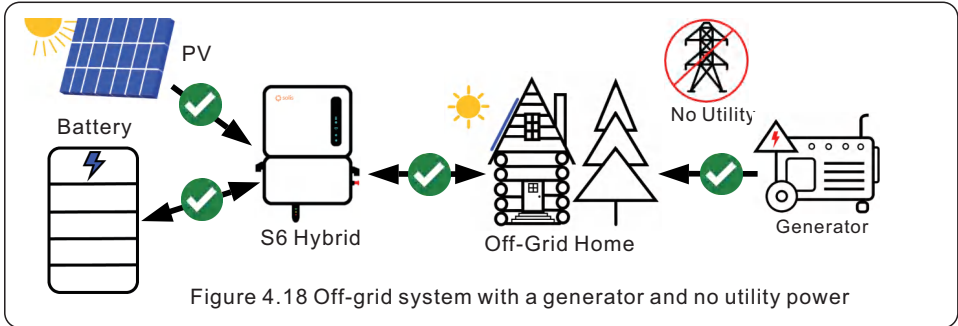 PV
Battery
S6 Hybrid
Off-Grid Home
No Utility
Generator
Figure 4.18 Off-grid system with a generator and no utility power